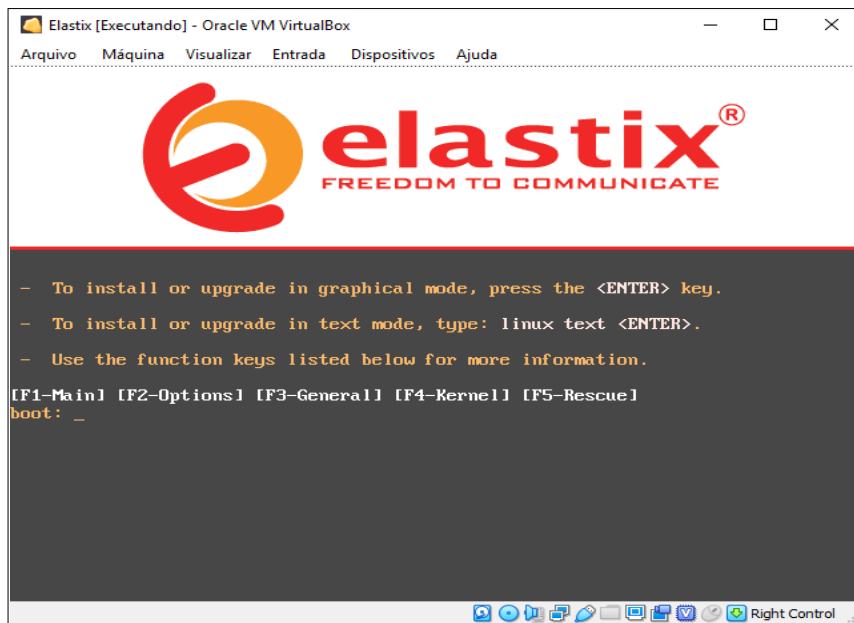 Elastix [Executando] - Oracle VM VirtualBox
Arquivo Máquina Visualizar Entrada Dispositivos Ajuda
elastix®
FREEDOM TO COMMUNICATE
- To install or upgrade in graphical mode, press the <ENTER> key.
- To install or upgrade in text mode, type: linux text <ENTER>.
- Use the function keys listed below for more information.
[F1-Main] [F2-Options] [F3-General] [F4-Kernel] [F5-Rescue]
boot: _
Right Control